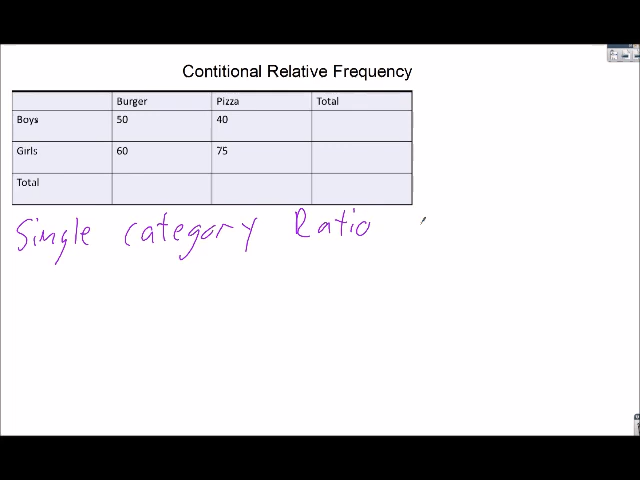 Contitional Relative Frequency
Burger Pizza Total
Boys 50 40
Girls 60 75
Total
Single category Ratio